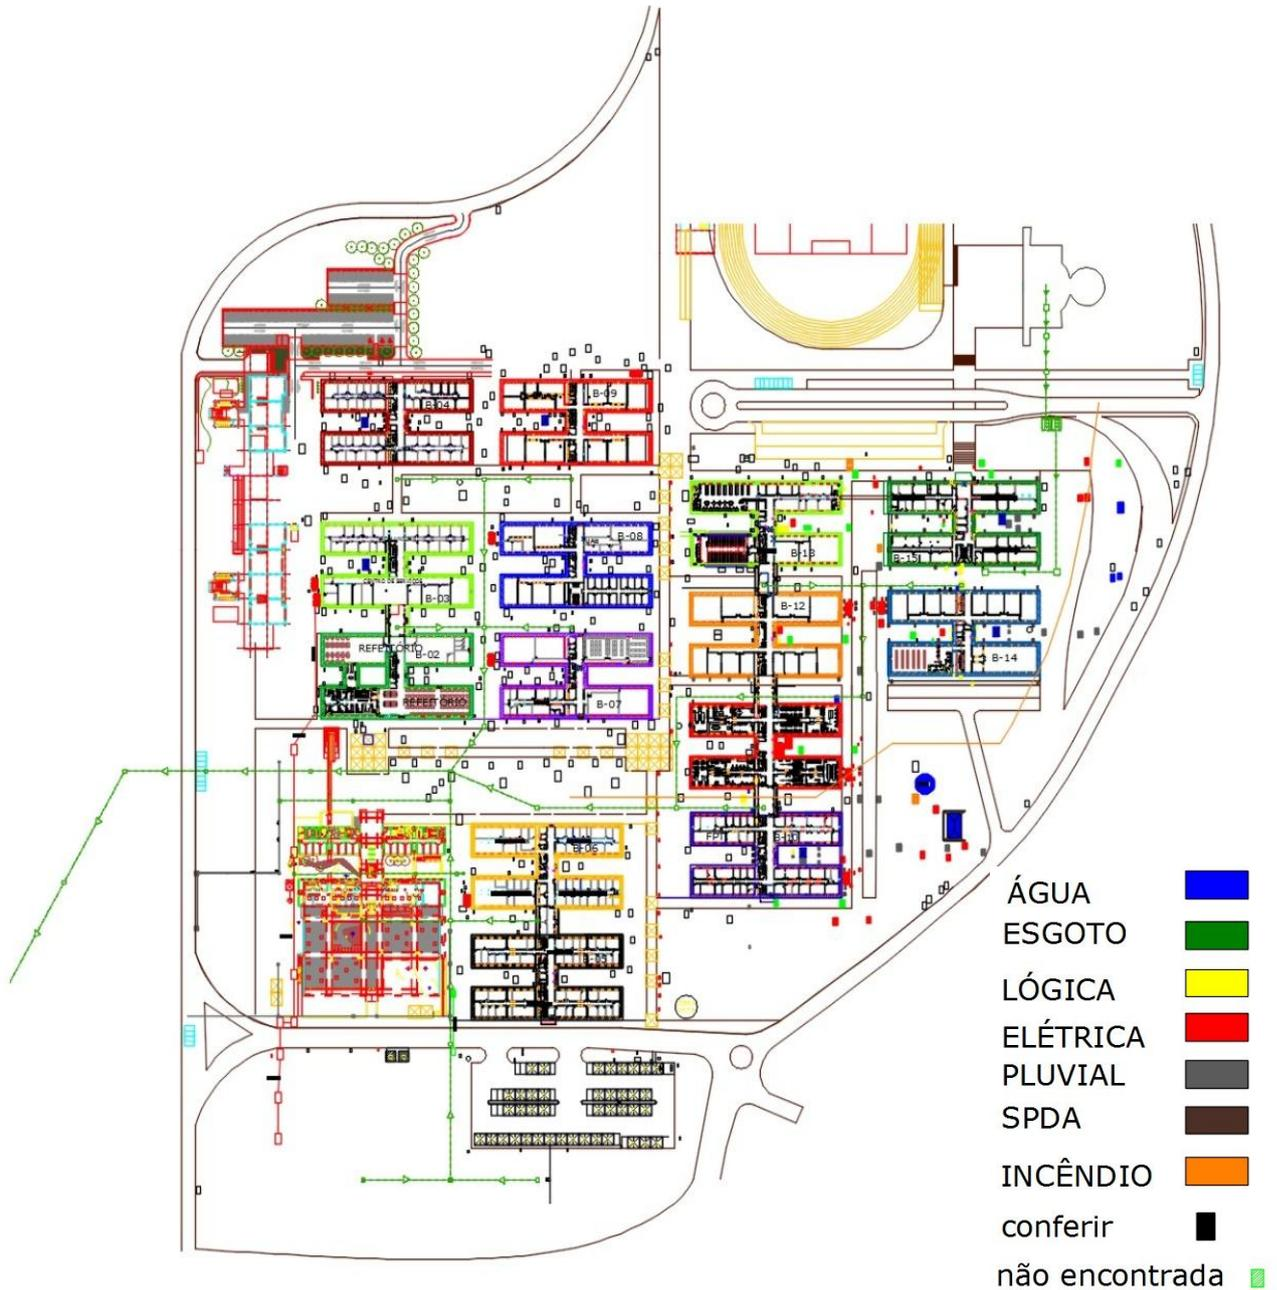 B-04
B-09
B-08
B-03
REFEITÓRIO
B-02
REFEITÓRIO
B-07
B-13
B-15
B-12
B
B-14
B-06
ÁGUA
ESGOTO
LÓGICA
ELÉTRICA
PLUVIAL
SPDA
INCÊNDIO
conferir
não encontrada